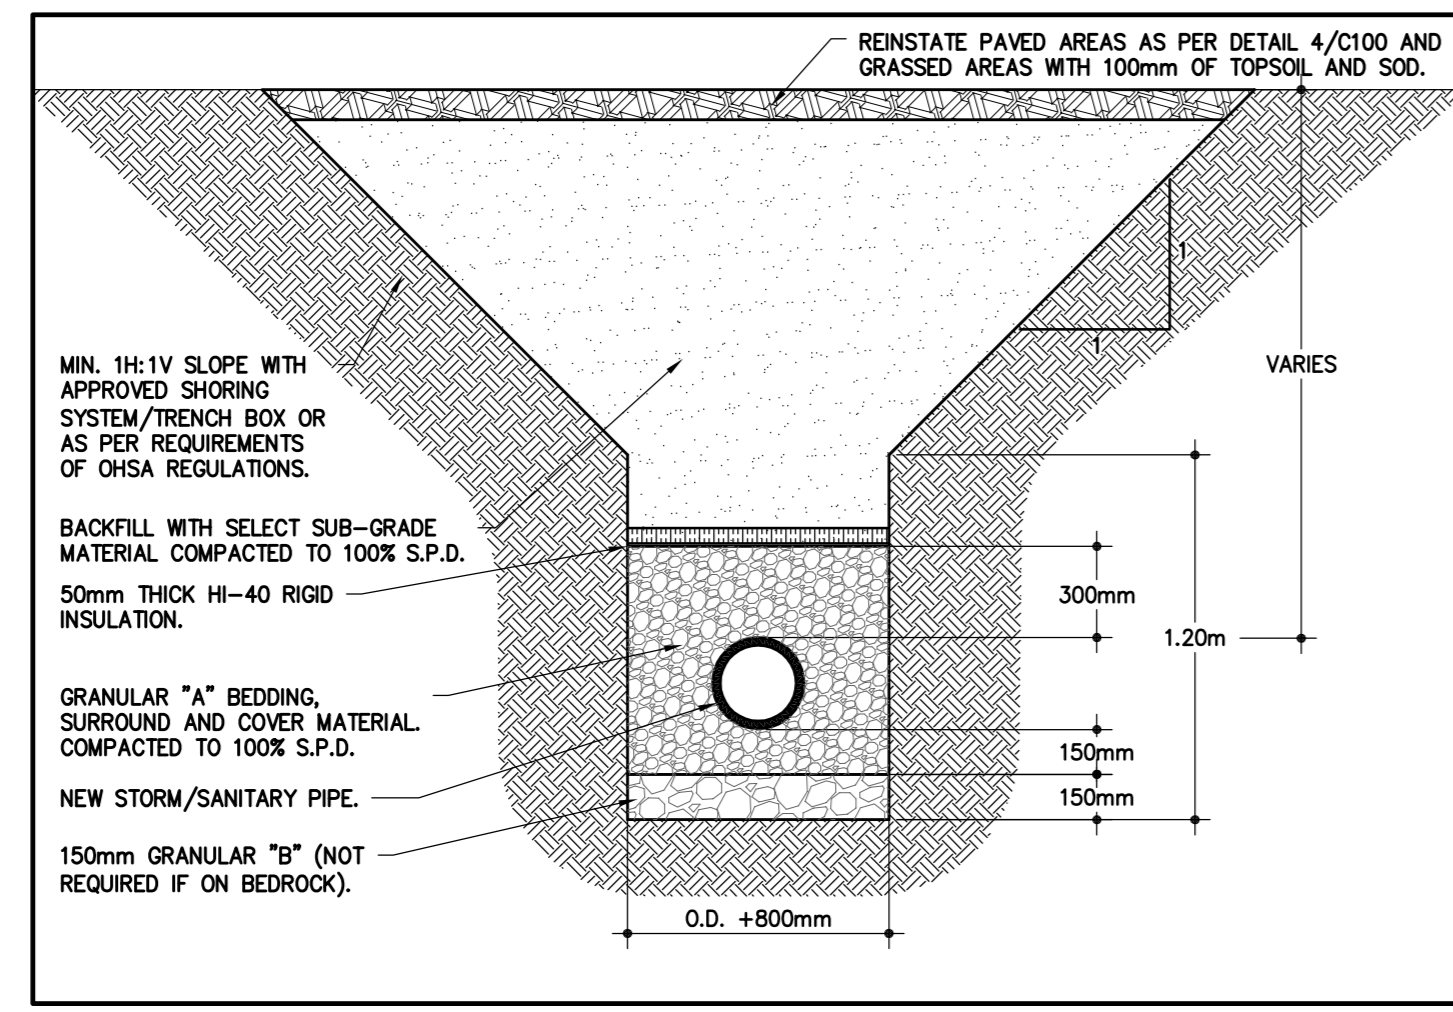 REINSTATE PAVED AREAS AS PER DETAIL 4/C100 AND
GRASSED AREAS WITH 100mm OF TOPSOIL AND SOD.
1
1
VARIES
MIN. 1H:1V SLOPE WITH
APPROVED SHORING
SYSTEM/TRENCH BOX OR
AS PER REQUIREMENTS
OF OHSA REGULATIONS.
BACKFILL WITH SELECT SUB-GRADE
MATERIAL COMPACTED TO 100% S.P.D.
50mm THICK HI-40 RIGID
INSULATION.
300mm
1.20m
GRANULAR "A" BEDDING,
SURROUND AND COVER MATERIAL.
COMPACTED TO 100% S.P.D.
150mm
NEW STORM/SANITARY PIPE.
150mm
150mm GRANULAR "B" (NOT
REQUIRED IF ON BEDROCK).
O.D. +800mm